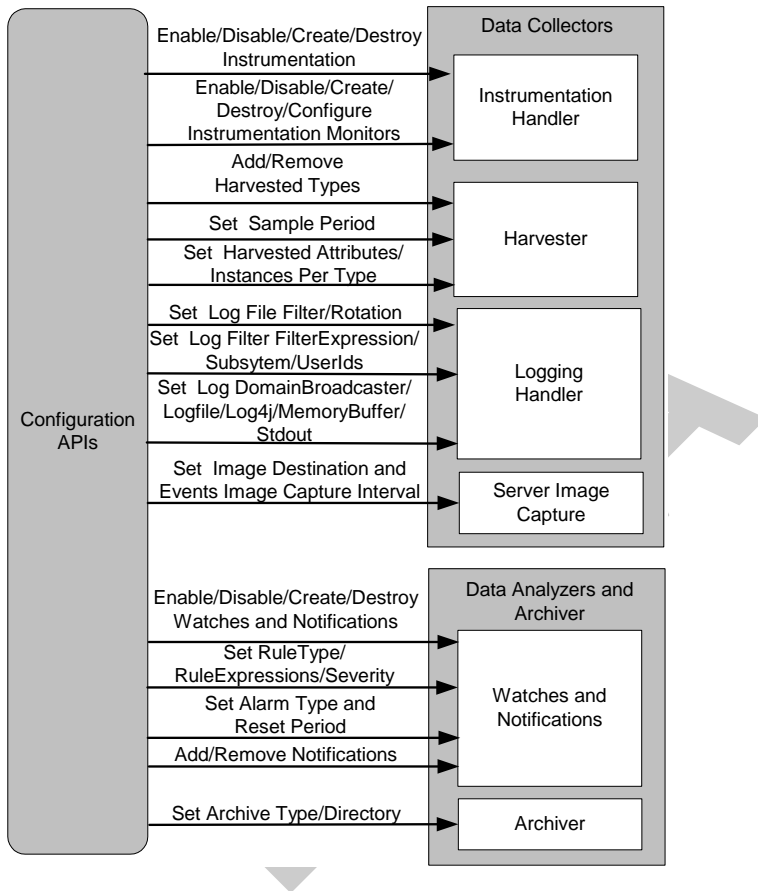 Configuration
APIs
Enable/Disable/Create/Destroy
Instrumentation
Enable/Disable/Create/
Destroy/Configure
Instrumentation Monitors
Add/Remove
Harvested Types
Set Sample Period
Set Harvested Attributes/
Instances Per Type
Set Log File Filter/Rotation
Set Log Filter FilterExpression/
Subsytem/UserIds
Set Log DomainBroadcaster/
Logfile/Log4j/MemoryBuffer/
Stdout
Set Image Destination and
Events Image Capture Interval
Enable/Disable/Create/Destroy
Watches and Notifications
Set RuleType/
RuleExpressions/Severity
Set Alarm Type and
Reset Period
Add/Remove Notifications
Set Archive Type/Directory
Data Collectors
Instrumentation
Handler
Harvester
Logging
Handler
Server Image
Capture
Data Analyzers and
Archiver
Watches and
Notifications
Archiver